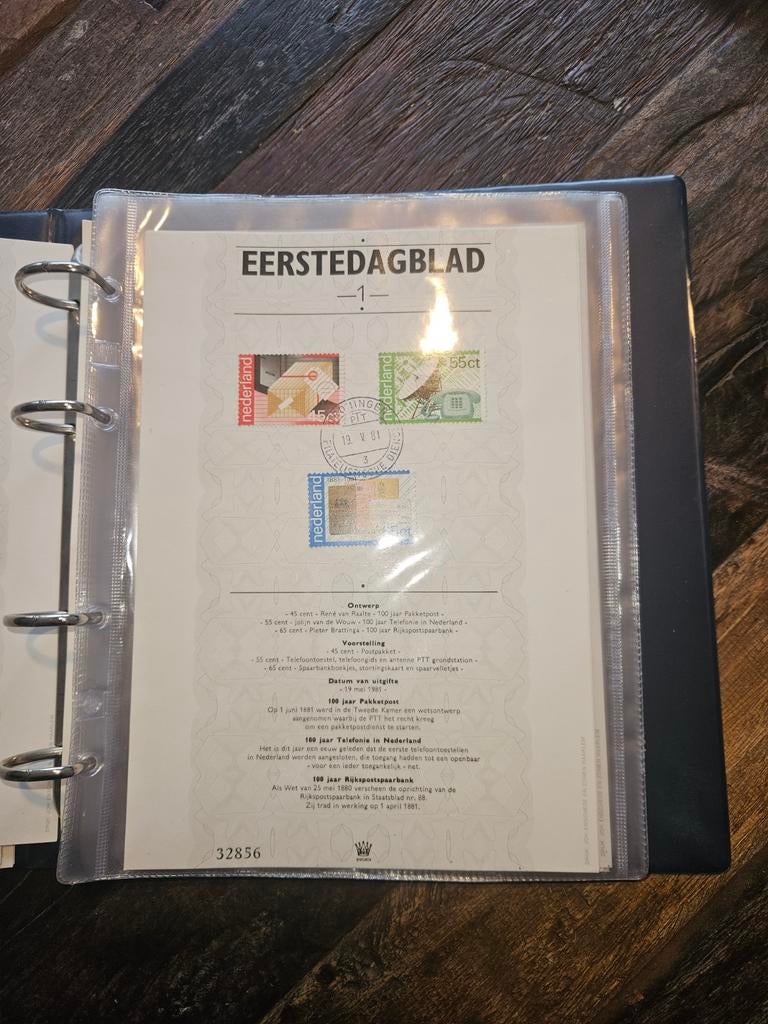 EERSTEDAGBLAD
—1—
nederland
45
nederland
55ct
PTT
19 V 81
3
FILATELISTISCHE DIENST
nederland
1881-1981
Ontwerp
- 45 cent - René van Raalte - 100 jaar Pakketpost -
- 55 cent - Jolijn van de Wouw - 100 jaar Telefonie in Nederland -
- 65 cent - Pieter Brattinga - 100 jaar Rijkspostspaarbank -
Voorstelling
- 45 cent - Postpakket -
- 55 cent - Telefoontoestel, telefoongids en antenne PTT grondstation -
- 65 cent - Spaarbankboekjes, stortingskaart en spaarvelletjes -
Datum van uitgifte
- 19 mei 1981 -
100 jaar Pakketpost
Op 1 juni 1881 werd in de Tweede Kamer een wetsontwerp
aangenomen waarbij de PTT het recht kreeg
om een pakketpostdienst te starten.
100 jaar Telefonie in Nederland
Het is dit jaar een eeuw geleden dat de eerste telefoontoestellen
in Nederland werden aangesloten, die toegang hadden tot een openbaar
- voor een ieder toegankelijk - net.
100 jaar Rijkspostspaarbank
Als Wet van 25 mei 1880 verscheen de oprichting van de
Rijkspostspaarbank in Staatsblad nr. 88.
Zij trad in werking op 1 april 1881.
32856